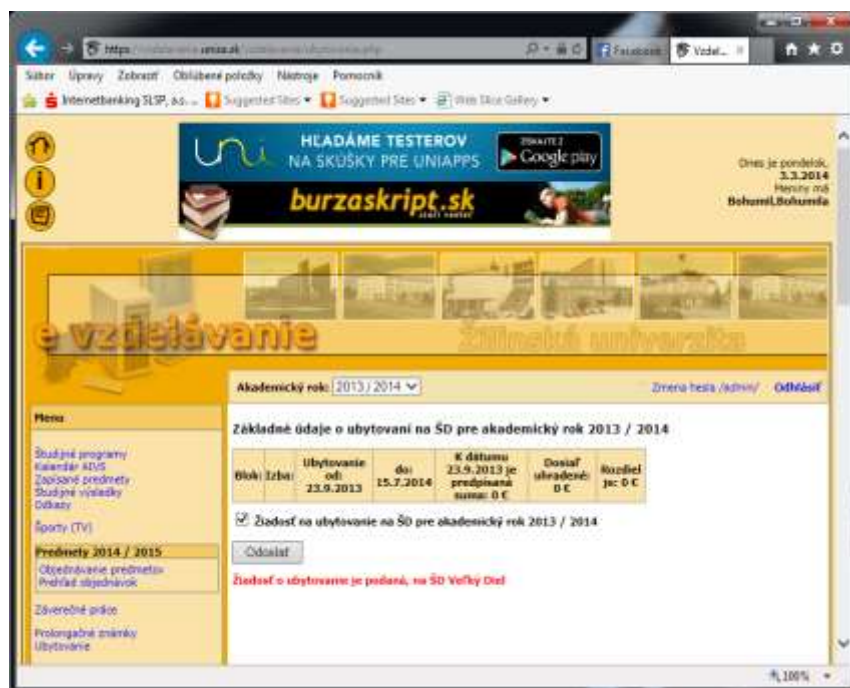 https
uniza.sk
Facebook
Vzdel...
Súbor Úpravy Zobraziť Obľúbené položky Nástroje Pomocník
Internetbanking SLSP, a.s. ...
Suggested Sites
Suggested Sites
Web Slice Gallery
uni
HĽADÁME TESTEROV
NA SKÚŠKY PRE UNIAPPS
Google play
burzaskript.sk
Dnes je pondelok,
3.3.2014
Meniny má
Bohumil,Bohumila
e vzdelávanie
Žilinská univerzita
Akademický rok: 2013 / 2014
Zmena hesla /admin/ Odhlásiť
Menu
Študijné programy
Kalendár AIVS
Zapísané predmety
Študijné výsledky
Odkazy
Športy (TV)
Predmety 2014 / 2015
Objednávanie predmetov
Prehľad objednávok
Záverečné práce
Prolongačné známky
Ubytovanie
Základné údaje o ubytovaní na ŠD pre akademický rok 2013 / 2014
Blok: Izba:
Ubytovanie
od:
23.9.2013
do:
15.7.2014
K dátumu
23.9.2013 je
predpísaná
suma: 0 €
Dosiaľ
uhradené:
0 €
Rozdiel
je: 0 €
Žiadosť na ubytovanie na ŠD pre akademický rok 2013 / 2014
Odoslať
Žiadosť o ubytovanie je podaná, na ŠD Veľký Diel
100%